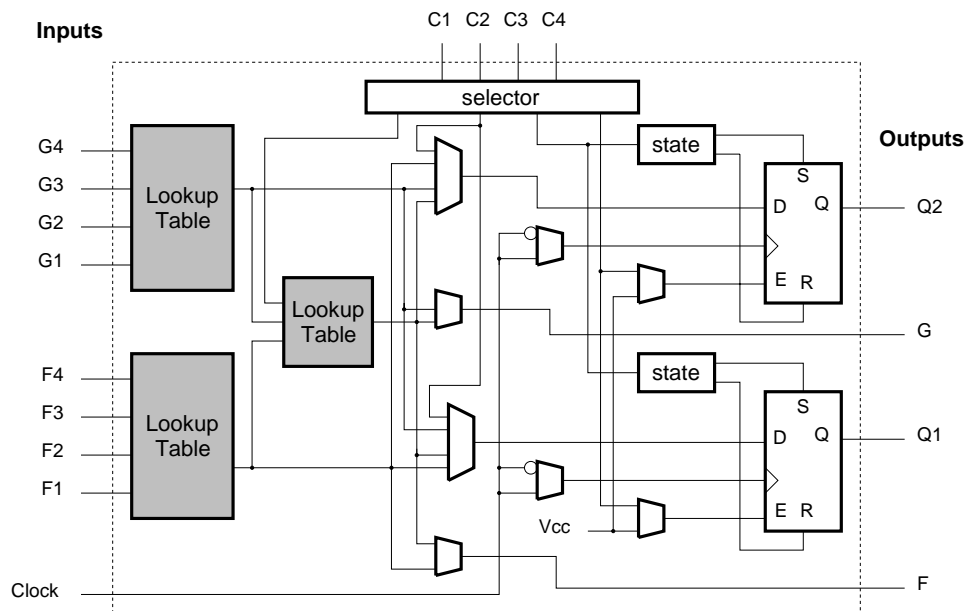 C1 C2 C3 C4
Inputs
selector
G4
G3
G2
G1
Lookup
Table
state
Outputs
S
D Q
E R
Q2
Lookup
Table
G
F4
F3
F2
F1
Lookup
Table
state
S
D Q
E R
Q1
Vcc
Clock
F